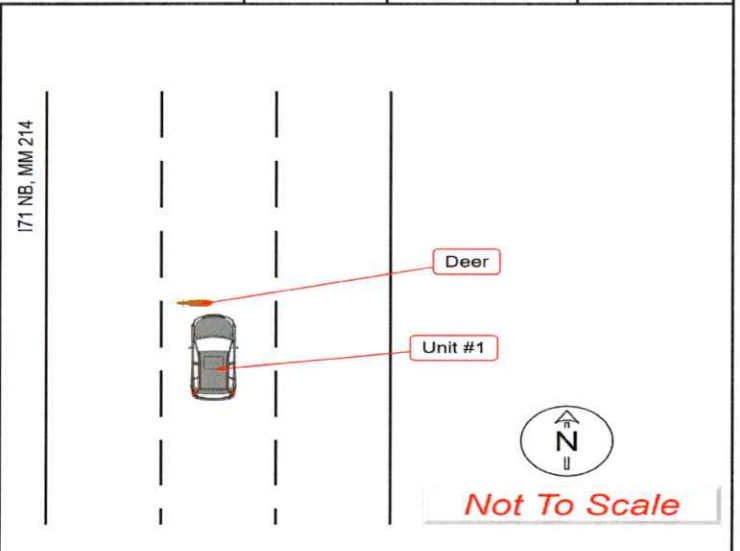 I71 NB, MM 214
Deer
Unit #1
N
Not To Scale